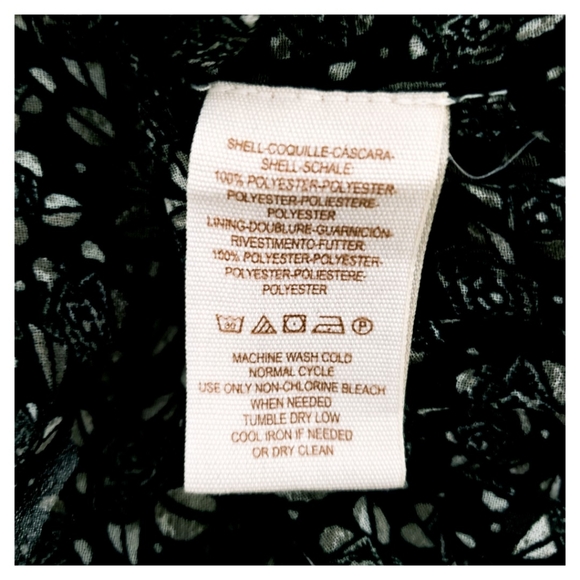 SHELL-COQUILLE-CÁSCARA-
SHELL-SCHALE:
100% POLYESTER-POLYESTER-
POLYESTER-POLIESTERE-
POLYESTER
LINING-DOUBLURE-GUARNICIÓN-
RIVESTIMENTO-FUTTER:
100% POLYESTER-POLYESTER-
POLYESTER-POLIESTERE-
POLYESTER
30 P
MACHINE WASH COLD
NORMAL CYCLE
USE ONLY NON-CHLORINE BLEACH
WHEN NEEDED
TUMBLE DRY LOW
COOL IRON IF NEEDED
OR DRY CLEAN